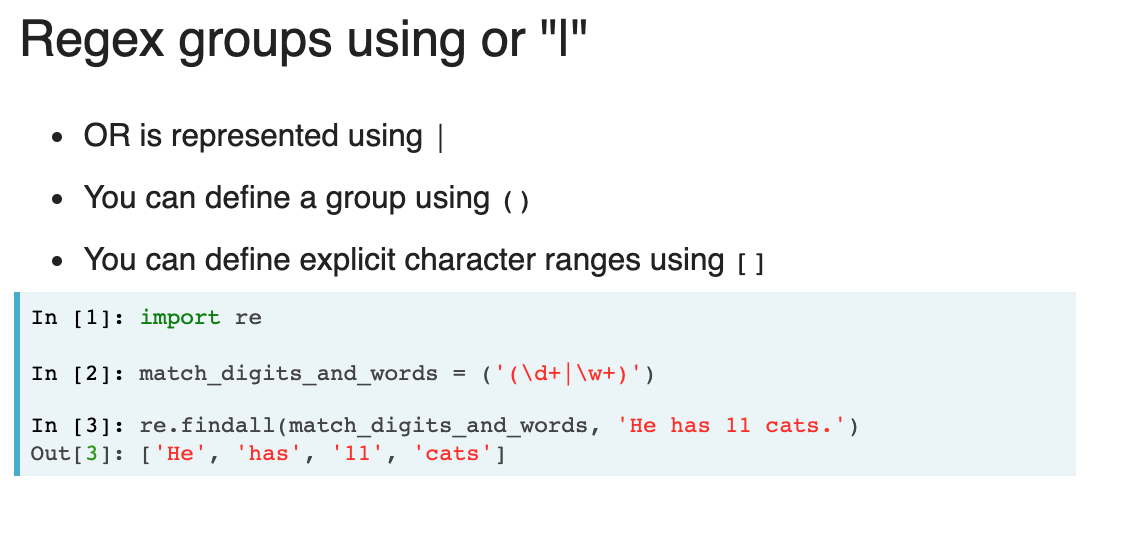 Regex groups using or "|"
• OR is represented using |
• You can define a group using ()
• You can define explicit character ranges using []
In [1]: import re
In [2]: match_digits_and_words = ('(\d+|\w+)')
In [3]: re.findall(match_digits_and_words, 'He has 11 cats.')
Out[3]: ['He', 'has', '11', 'cats']